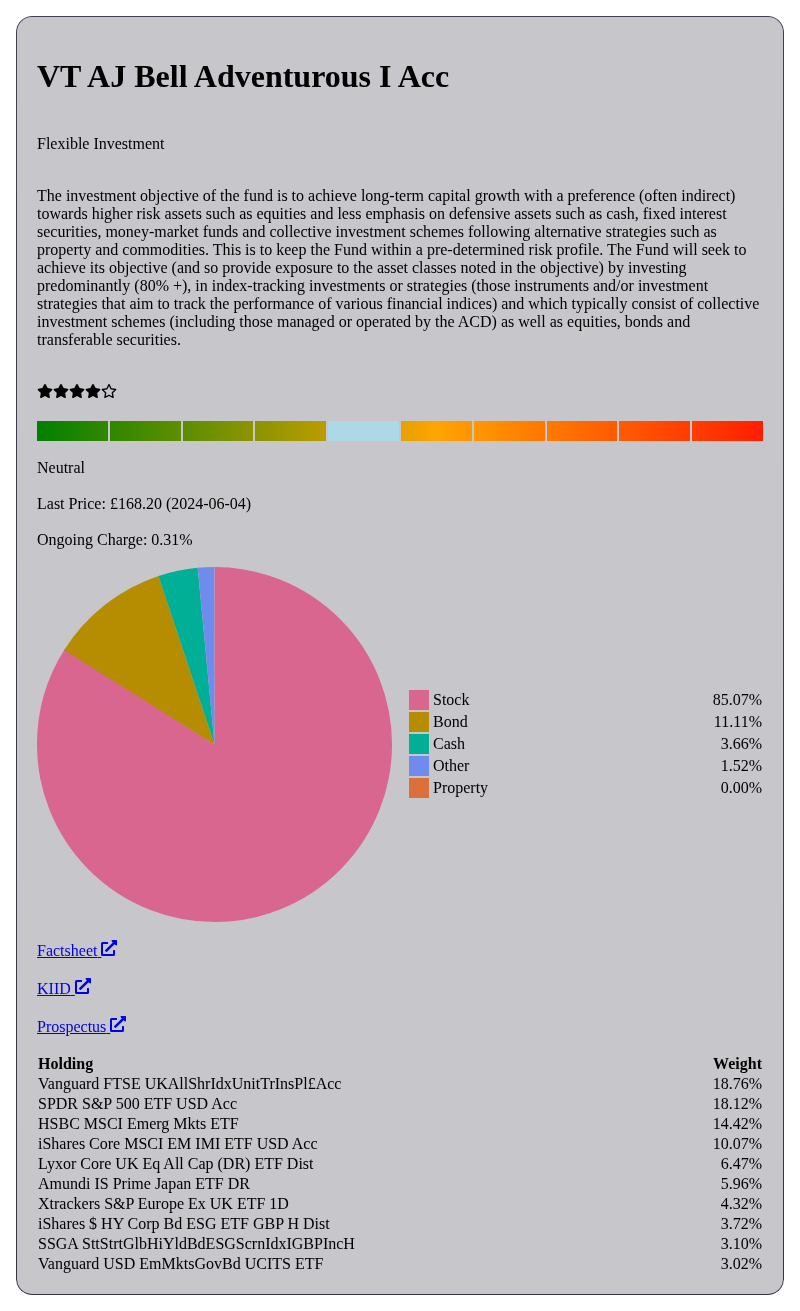 VT AJ Bell Adventurous I Acc
Flexible Investment
The investment objective of the fund is to achieve long-term capital growth with a preference (often indirect)
towards higher risk assets such as equities and less emphasis on defensive assets such as cash, fixed interest
securities, money-market funds and collective investment schemes following alternative strategies such as
property and commodities. This is to keep the Fund within a pre-determined risk profile. The Fund will seek to
achieve its objective (and so provide exposure to the asset classes noted in the objective) by investing
predominantly (80% +), in index-tracking investments or strategies (those instruments and/or investment
strategies that aim to track the performance of various financial indices) and which typically consist of collective
investment schemes (including those managed or operated by the ACD) as well as equities, bonds and
transferable securities.
Neutral
Last Price: £168.20 (2024-06-04)
Ongoing Charge: 0.31%
Stock 85.07%
Bond 11.11%
Cash 3.66%
Other 1.52%
Property 0.00%
Factsheet
KIID
Prospectus
Holding Weight
Vanguard FTSE UKAllShrIdxUnitTrInsPl£Acc 18.76%
SPDR S&P 500 ETF USD Acc 18.12%
HSBC MSCI Emerg Mkts ETF 14.42%
iShares Core MSCI EM IMI ETF USD Acc 10.07%
Lyxor Core UK Eq All Cap (DR) ETF Dist 6.47%
Amundi IS Prime Japan ETF DR 5.96%
Xtrackers S&P Europe Ex UK ETF 1D 4.32%
iShares $ HY Corp Bd ESG ETF GBP H Dist 3.72%
SSGA SttStrtGlbHiYldBdESGScrnIdxIGBPIncH 3.10%
Vanguard USD EmMktsGovBd UCITS ETF 3.02%